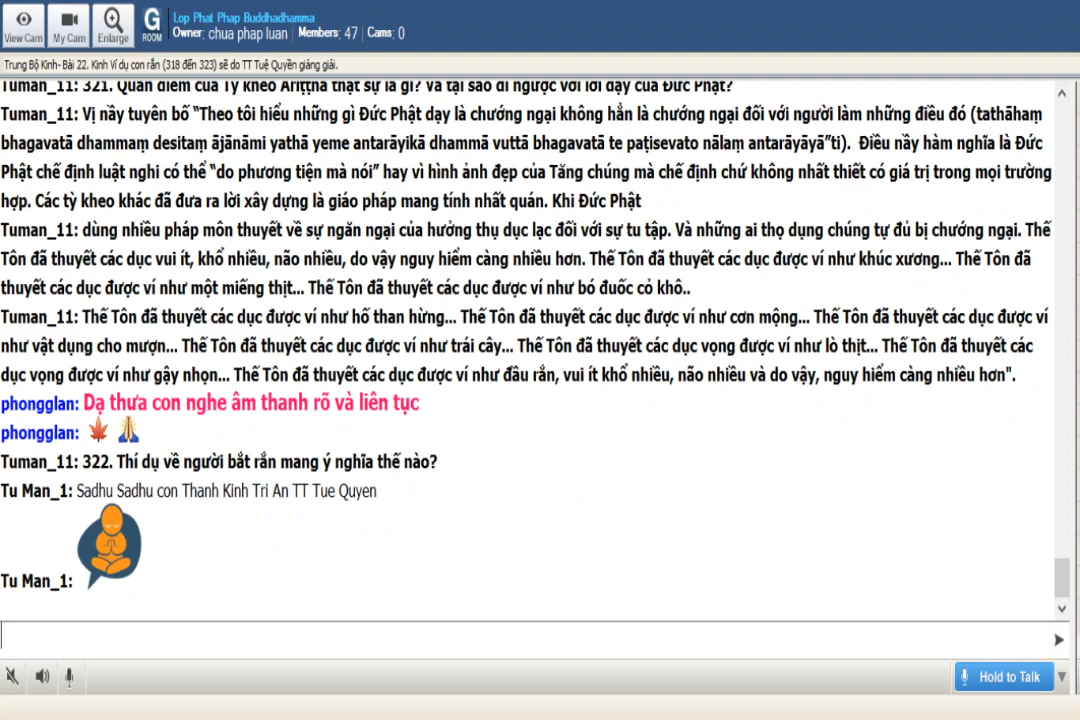 View Cam
My Cam
Enlarge
G
ROOM
Lop Phat Phap Buddhadhamma
Owner: chua phap luan | Members: 47 | Cams: 0
Trung Bộ Kinh- Bài 22. Kinh Ví dụ con rắn (318 đến 323) sẽ do TT Tuệ Quyền giảng giải.
Tuman_11: 321. Quan điểm của Tỳ kheo Ariṭṭha thật sự là gì? Và tại sao đi ngược với lời dạy của Đức Phật?
Tuman_11: Vị nầy tuyên bố “Theo tôi hiểu những gì Đức Phật dạy là chướng ngại không hẳn là chướng ngại đối với người làm những điều đó (tathāhaṃ
bhagavatā dhammaṃ desitaṃ ājānāmi yathā yeme antarāyikā dhammā vuttā bhagavatā te paṭisevato nālaṃ antarāyāyā”ti). Điều nầy hàm nghĩa là Đức
Phật chế định luật nghi có thể “do phương tiện mà nói” hay vì hình ảnh đẹp của Tăng chúng mà chế định chứ không nhất thiết có giá trị trong mọi trường
hợp. Các tỳ kheo khác đã đưa ra lời xây dựng là giáo pháp mang tính nhất quán. Khi Đức Phật
Tuman_11: dùng nhiều pháp môn thuyết về sự ngăn ngại của hưởng thụ dục lạc đối với sự tu tập. Và những ai thọ dụng chúng tự đủ bị chướng ngại. Thế
Tôn đã thuyết các dục vui ít, khổ nhiều, não nhiều, do vậy nguy hiểm càng nhiều hơn. Thế Tôn đã thuyết các dục được ví như khúc xương... Thế Tôn đã
thuyết các dục được ví như một miếng thịt... Thế Tôn đã thuyết các dục được ví như bó đuốc cỏ khô..
Tuman_11: Thế Tôn đã thuyết các dục được ví như hố than hừng... Thế Tôn đã thuyết các dục được ví như cơn mộng... Thế Tôn đã thuyết các dục được ví
như vật dụng cho mượn... Thế Tôn đã thuyết các dục được ví như trái cây... Thế Tôn đã thuyết các dục vọng được ví như lò thịt... Thế Tôn đã thuyết các
dục vọng được ví như gậy nhọn... Thế Tôn đã thuyết các dục được ví như đầu rắn, vui ít khổ nhiều, não nhiều và do vậy, nguy hiểm càng nhiều hơn".
phongglan: Dạ thưa con nghe âm thanh rõ và liên tục
phongglan:
Tuman_11: 322. Thí dụ về người bắt rắn mang ý nghĩa thế nào?
Tu Man_1: Sadhu Sadhu con Thanh Kinh Tri An TT Tue Quyen
Tu Man_1:
Hold to Talk